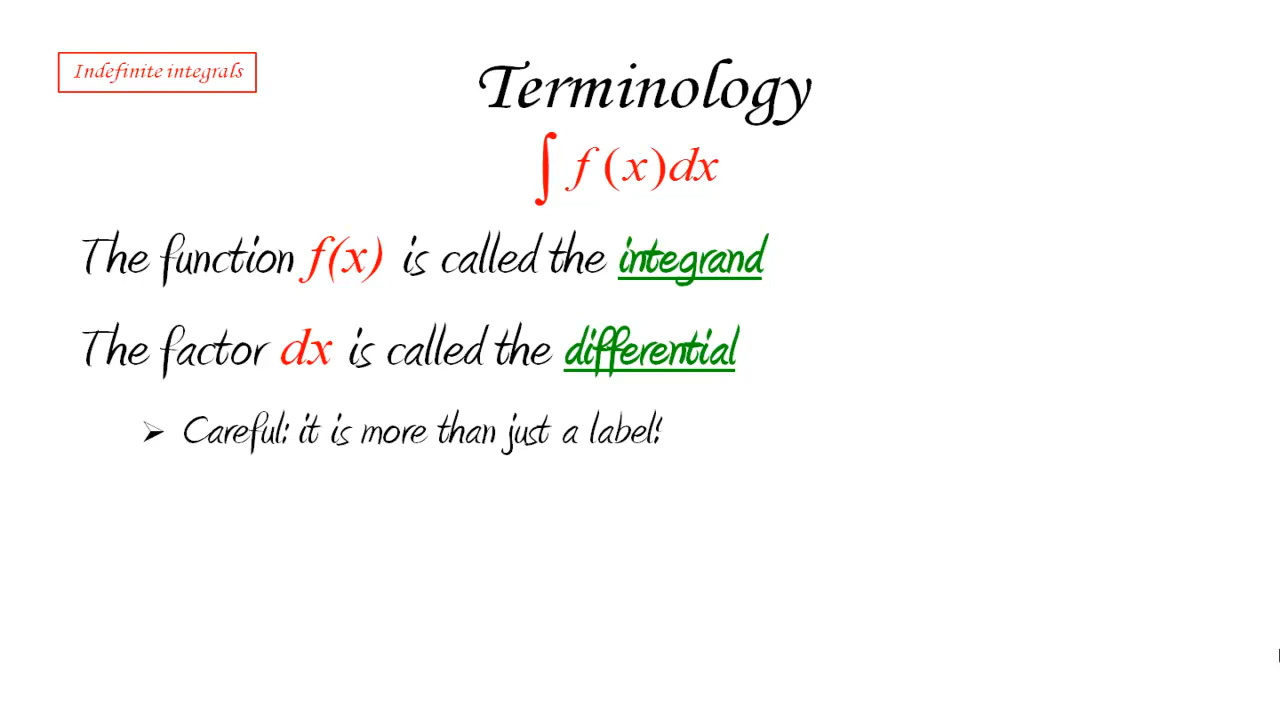 Indefinite integrals
Terminology
∫ f (x)dx
The function f(x) is called the integrand
The factor dx is called the differential
➢ Careful: it is more than just a label!